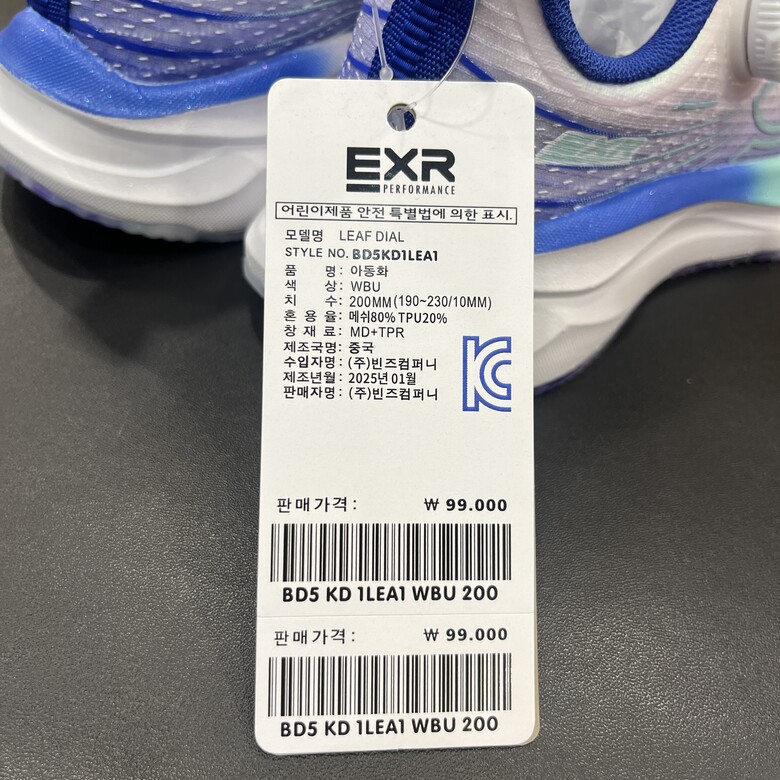 EXR
PERFORMANCE
어린이제품 안전 특별법에 의한 표시.
모델명 LEAF DIAL
STYLE NO. BD5KD1LEA1
품 명: 아동화
색 상: WBU
치 수: 200MM (190~230/10MM)
혼 용 율: 메쉬80% TPU20%
창 재 료: MD+TPR
제조국명: 중국
수입자명: (주)빈즈컴퍼니
제조년월: 2025년 01월
판매자명: (주)빈즈컴퍼니
판매가격: ₩ 99.000
BD5 KD 1LEA1 WBU 200
판매가격: ₩ 99.000
BD5 KD 1LEA1 WBU 200